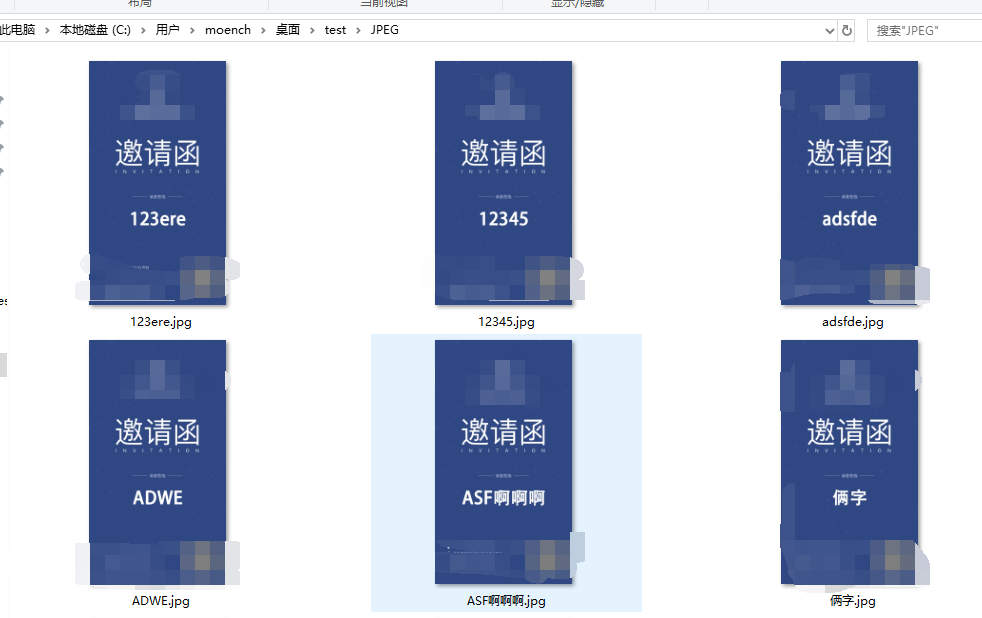 布局
当前视图
显示/隐藏
此电脑 > 本地磁盘 (C:) > 用户 > moench > 桌面 > test > JPEG
搜索"JPEG"
邀请函
INVITATION
123ere
123ere.jpg
邀请函
INVITATION
12345
12345.jpg
邀请函
INVITATION
adsfde
adsfde.jpg
邀请函
INVITATION
ADWE
ADWE.jpg
邀请函
INVITATION
ASF啊啊啊
ASF啊啊啊.jpg
邀请函
INVITATION
俩字
俩字.jpg